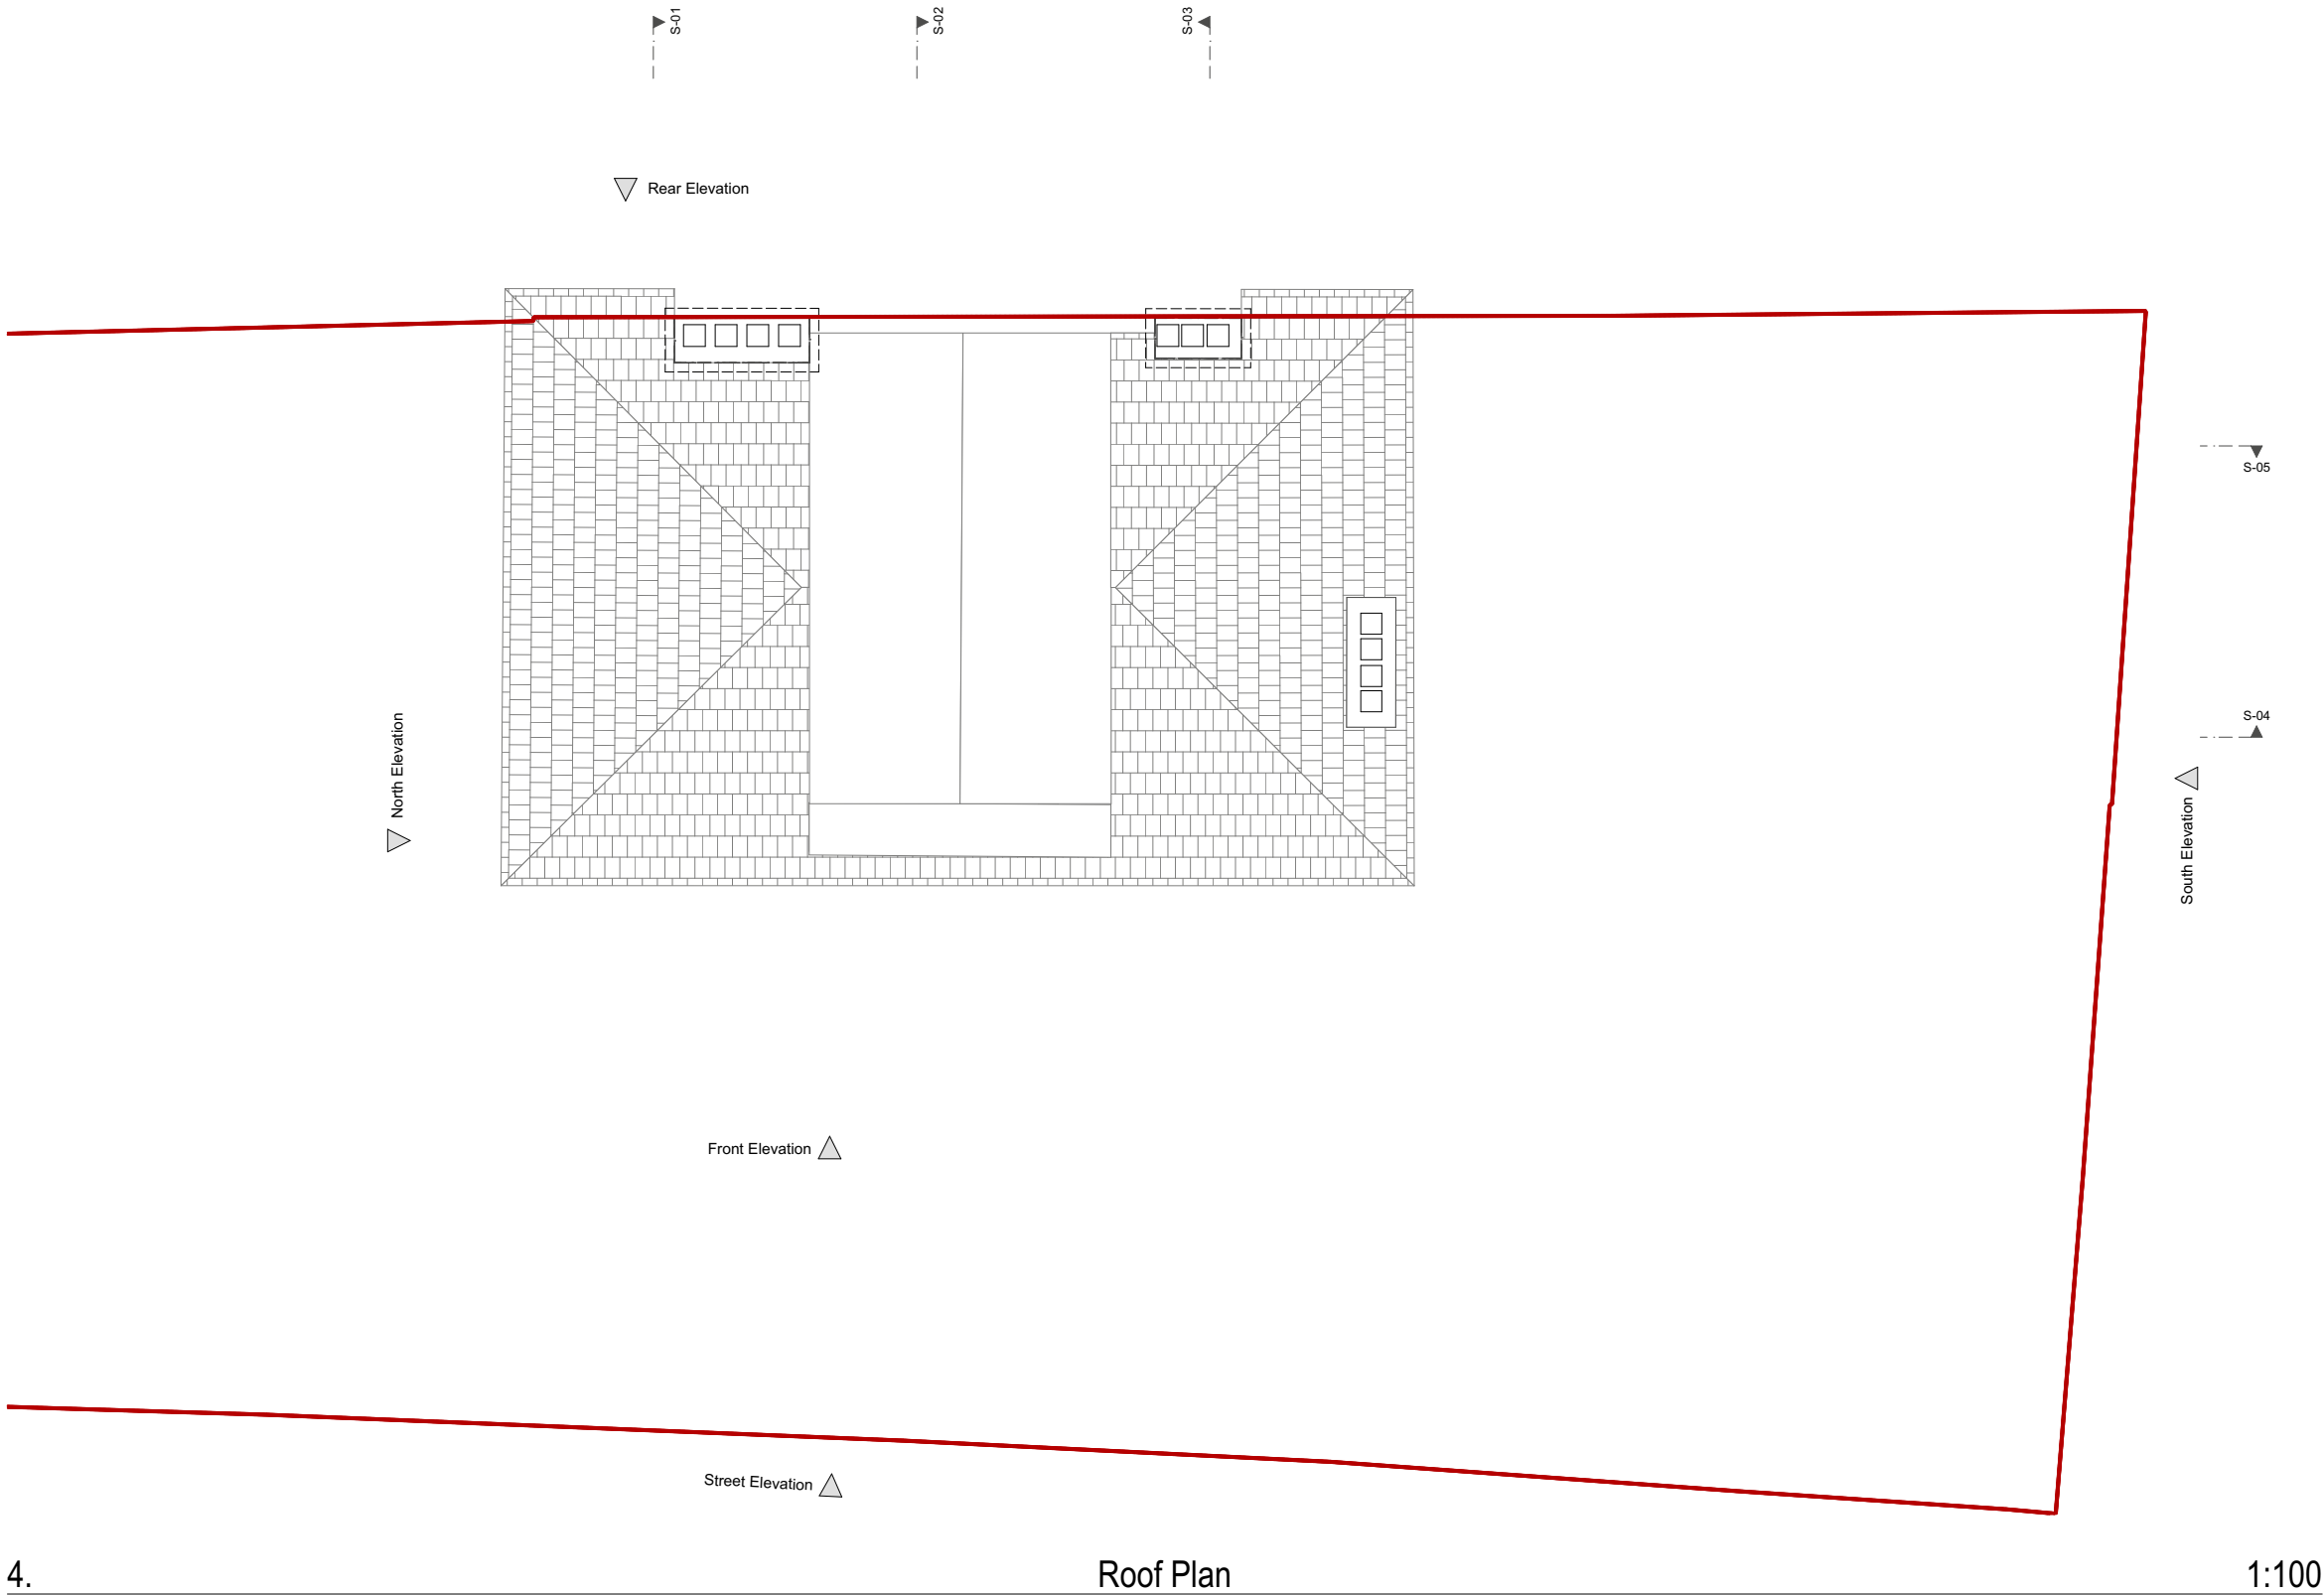 S-01
S-02
S-03
Rear Elevation
S-05
S-04
North Elevation
South Elevation
Front Elevation
Street Elevation
4.
Roof Plan
1:100